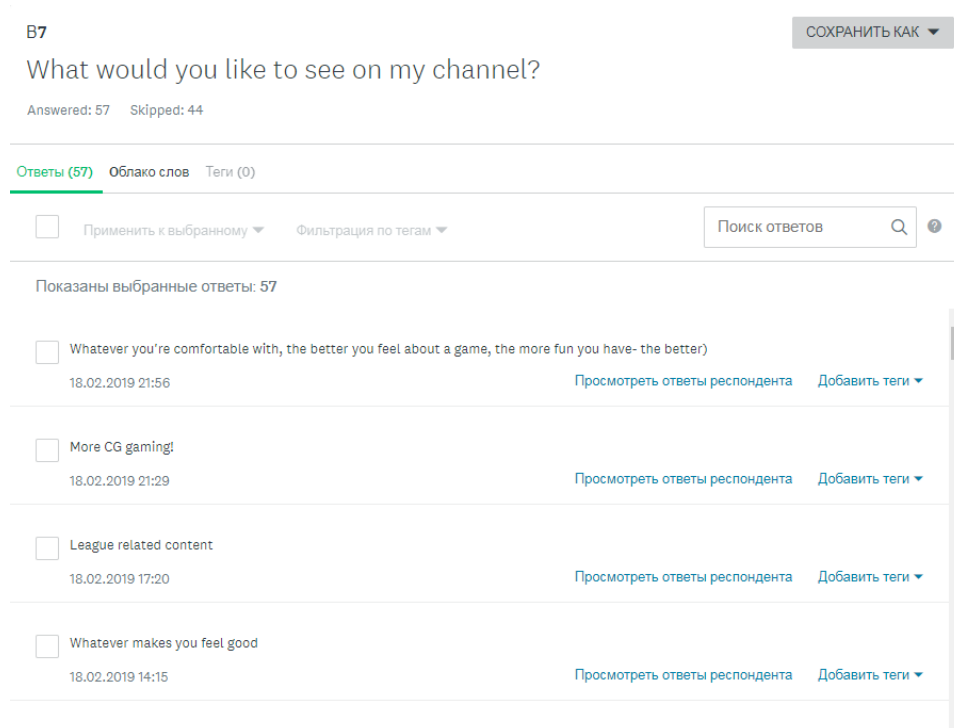 В7
СОХРАНИТЬ КАК
What would you like to see on my channel?
Answered: 57 Skipped: 44
Ответы (57) Облако слов Теги (0)
Применить к выбранному Фильтрация по тегам Поиск ответов ?
Показаны выбранные ответы: 57
Whatever you're comfortable with, the better you feel about a game, the more fun you have- the better)
18.02.2019 21:56 Просмотреть ответы респондента Добавить теги
More CG gaming!
18.02.2019 21:29 Просмотреть ответы респондента Добавить теги
League related content
18.02.2019 17:20 Просмотреть ответы респондента Добавить теги
Whatever makes you feel good
18.02.2019 14:15 Просмотреть ответы респондента Добавить теги